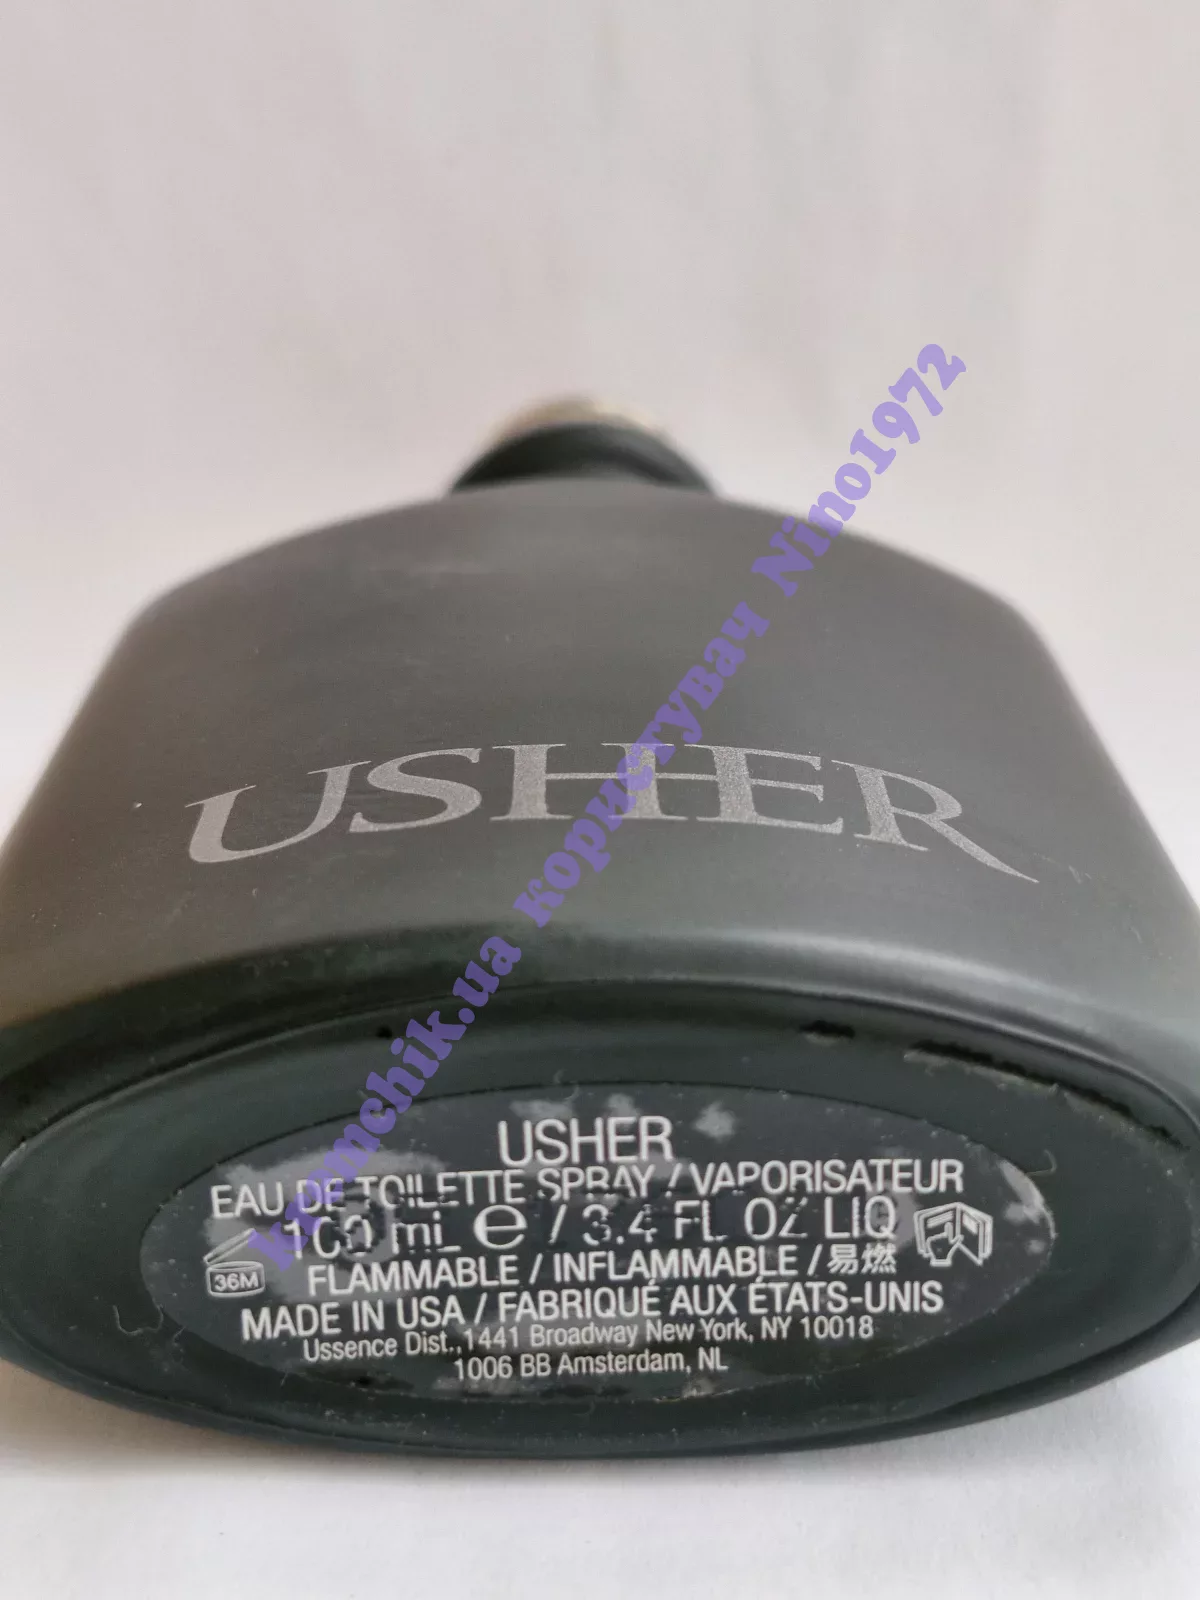 USHER
kramchik.ua користувач Nino1972
USHER
EAU DE TOILETTE SPRAY / VAPORISATEUR
100 mL e / 3.4 FL OZ LIQ
36M
FLAMMABLE / INFLAMMABLE / 易燃
MADE IN USA / FABRIQUÉ AUX ÉTATS-UNIS
Ussence Dist.,1441 Broadway New York, NY 10018
1006 BB Amsterdam, NL